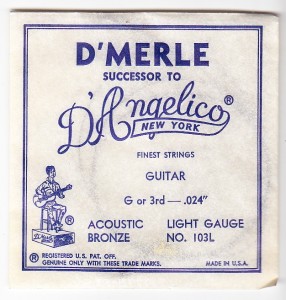 D'MERLE
SUCCESSOR TO
D'Angelico®
NEW YORK
FINEST STRINGS
GUITAR
G or 3rd — .024"
ACOUSTIC LIGHT GAUGE
BRONZE NO. 103L
®
® REGISTERED U.S. PAT. OFF.
GENUINE ONLY WITH THESE TRADE MARKS. MADE IN U.S.A.